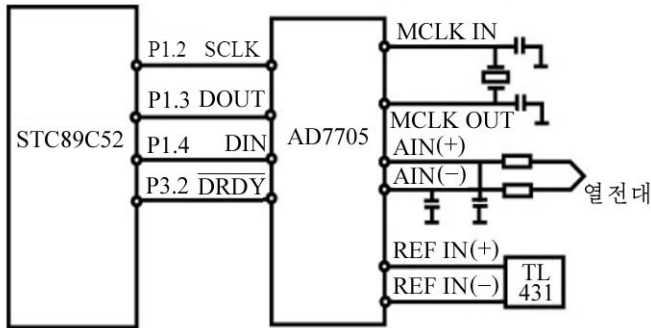 P1.2 SCLK
P1.3 DOUT
P1.4 DIN
P3.2 DRDY
STC89C52
AD7705
MCLK IN
MCLK OUT
AIN(+)
AIN(−)
열전대
REF IN(+)
REF IN(−)
TL
431